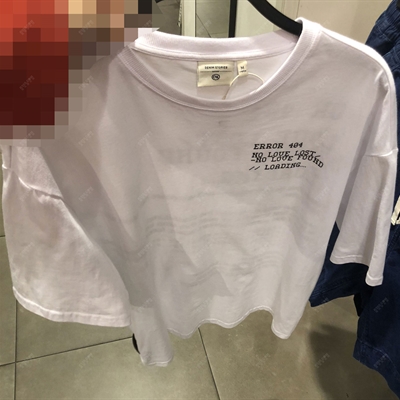 ERROR 404
NO LOVE LOST/
-NO LOVE FOUND
// LOADING...
M